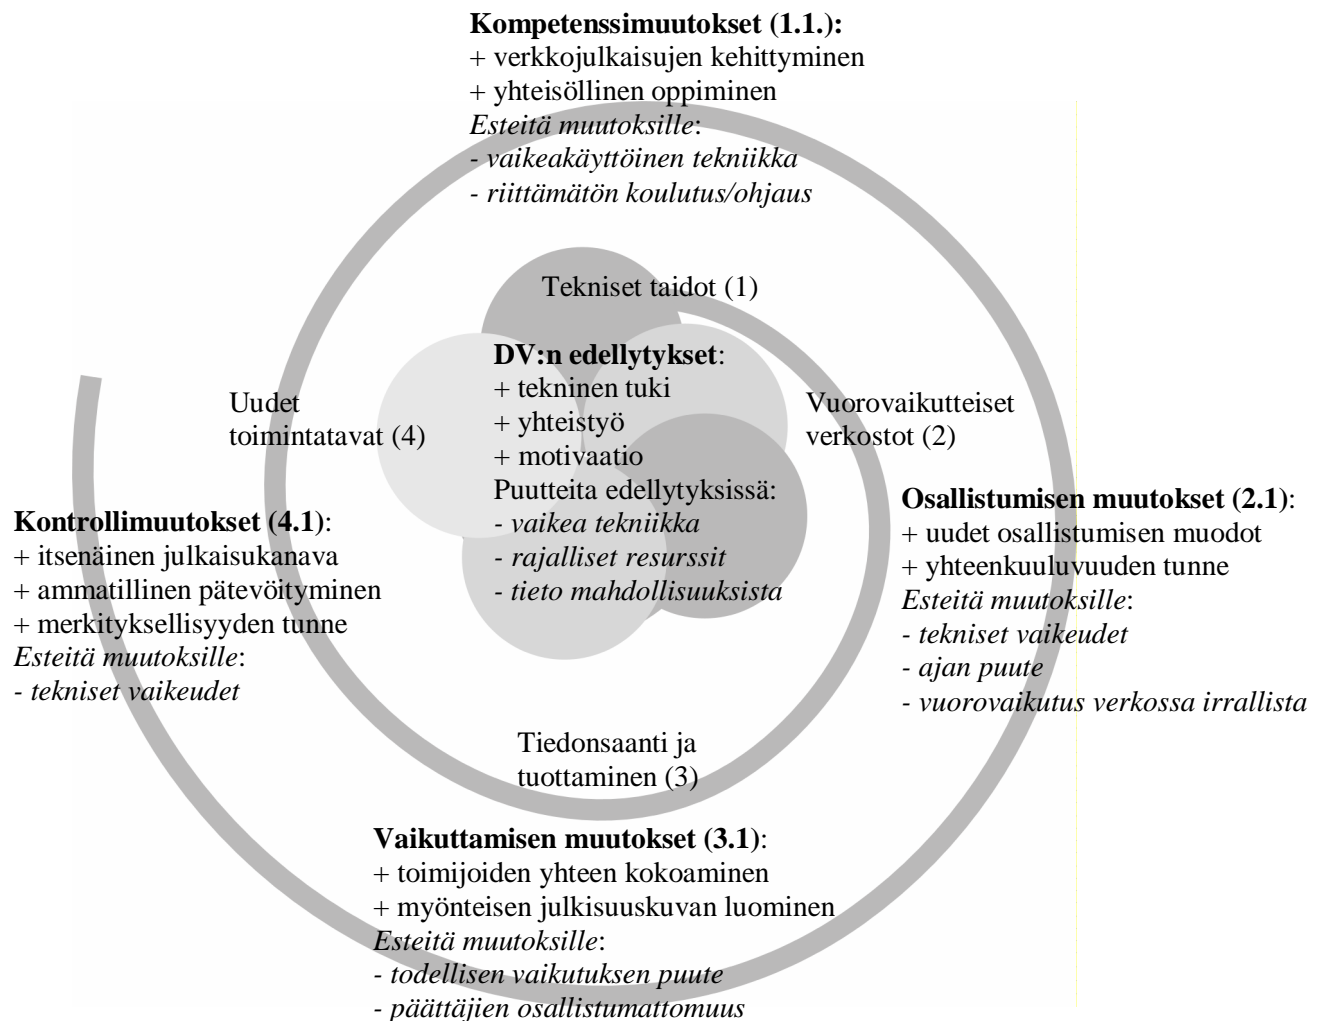 Kompetenssimuutokset (1.1.):
+ verkkojulkaisujen kehittyminen
+ yhteisöllinen oppiminen
Esteitä muutoksille:
- vaikeakäyttöinen tekniikka
- riittämätön koulutus/ohjaus
Tekniset taidot (1)
DV:n edellytykset:
+ tekninen tuki
+ yhteistyö
+ motivaatio
Puutteita edellytyksissä:
- vaikea tekniikka
- rajalliset resurssit
- tieto mahdollisuuksista
Uudet
toimintatavat (4)
Vuorovaikutteiset
verkostot (2)
Kontrollimuutokset (4.1):
+ itsenäinen julkaisukanava
+ ammatillinen pätevöityminen
+ merkityksellisyyden tunne
Esteitä muutoksille:
- tekniset vaikeudet
Osallistumisen muutokset (2.1):
+ uudet osallistumisen muodot
+ yhteenkuuluvuuden tunne
Esteitä muutoksille:
- tekniset vaikeudet
- ajan puute
- vuorovaikutus verkossa irrallista
Tiedonsaanti ja
tuottaminen (3)
Vaikuttamisen muutokset (3.1):
+ toimijoiden yhteen kokoaminen
+ myönteisen julkisuuskuvan luominen
Esteitä muutoksille:
- todellisen vaikutuksen puute
- päättäjien osallistumattomuus